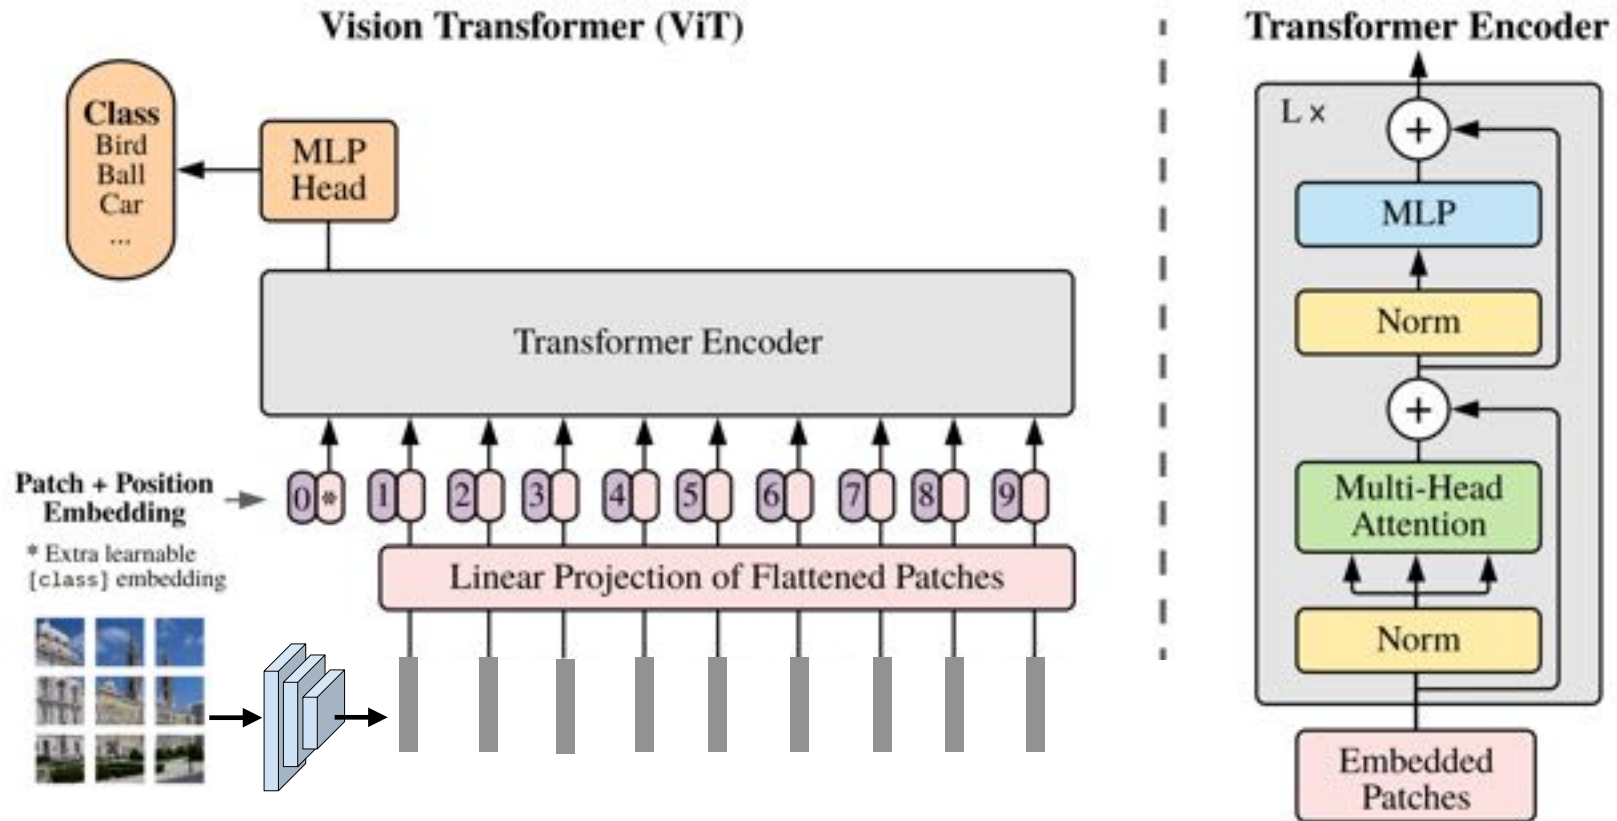 Vision Transformer (ViT)
Class
Bird
Ball
Car
...
MLP
Head
Transformer Encoder
Patch + Position
Embedding
* Extra learnable
[class] embedding
0 *
1
2
3
4
5
6
7
8
9
Linear Projection of Flattened Patches
Transformer Encoder
L ×
+
MLP
Norm
+
Multi-Head
Attention
Norm
Embedded
Patches